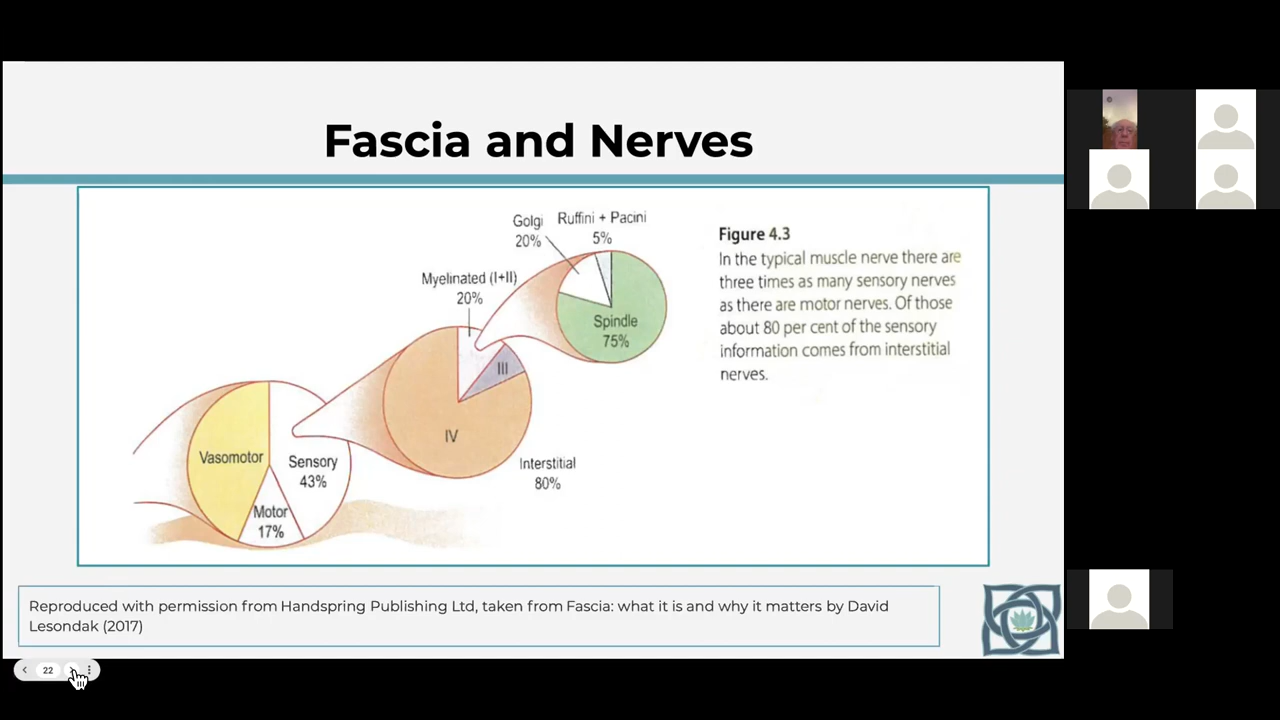 Fascia and Nerves
Golgi
20%
Ruffini + Pacini
5%
Myelinated (I+II)
20%
Spindle
75%
III
IV
Interstitial
80%
Vasomotor
Sensory
43%
Motor
17%
Figure 4.3
In the typical muscle nerve there are
three times as many sensory nerves
as there are motor nerves. Of those
about 80 per cent of the sensory
information comes from interstitial
nerves.
Reproduced with permission from Handspring Publishing Ltd, taken from Fascia: what it is and why it matters by David
Lesondak (2017)
22